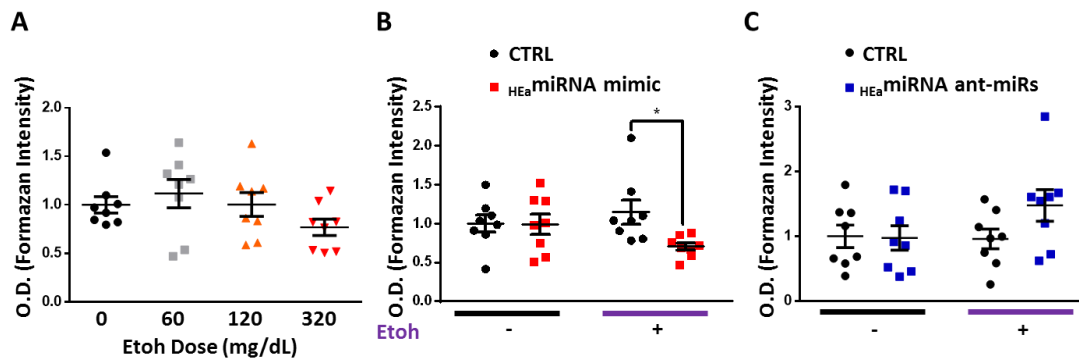 A
O.D. (Formazan Intensity)
2.0
1.5
1.0
0.5
0.0
0 60 120 320
Etoh Dose (mg/dL)
B
CTRL
HEamiRNA mimic
O.D. (Formazan Intensity)
2.5
2.0
1.5
1.0
0.5
0.0
*
Etoh - +
C
CTRL
HEamiRNA ant-miRs
O.D. (Formazan Intensity)
3
2
1
0
- +